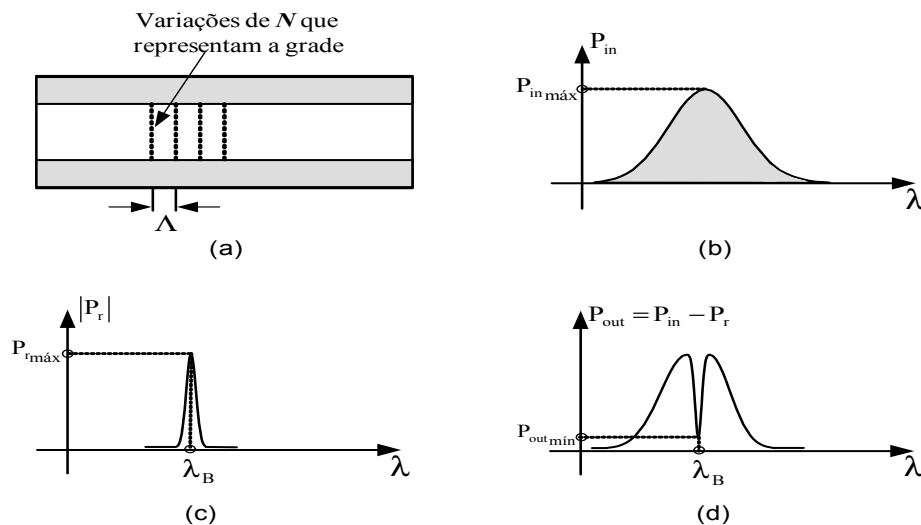 Variações de N que
representam a grade
Λ
(a)
P_in
P_in máx
λ
(b)
|P_r|
P_r máx
λ_B
λ
(c)
P_out = P_in − P_r
P_out mín
λ_B
λ
(d)